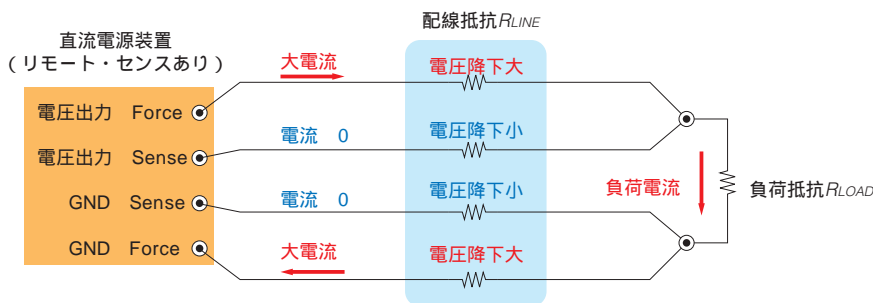 配線抵抗RLINE
直流電源装置
(リモート・センスあり)
大電流
電圧降下大
電圧出力 Force
電流 0
電圧降下小
電圧出力 Sense
電流 0
電圧降下小
GND Sense
負荷電流
負荷抵抗RLOAD
大電流
電圧降下大
GND Force